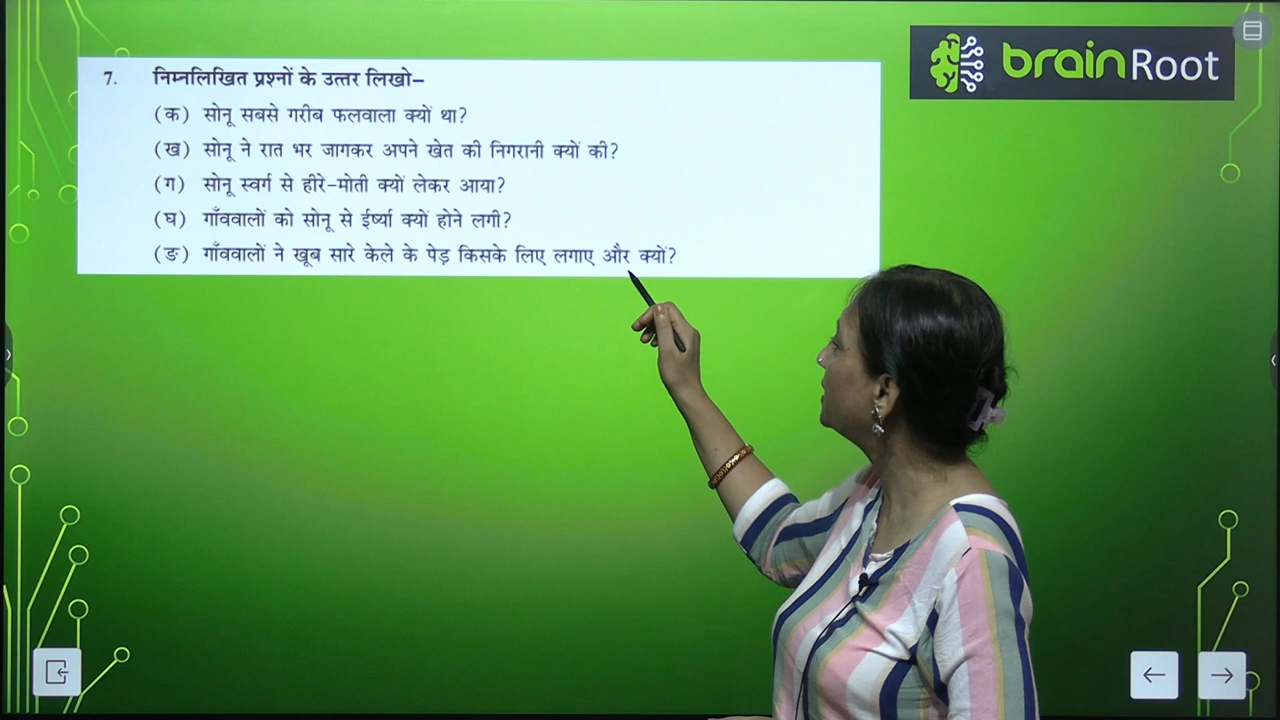 brainRoot
7. निम्नलिखित प्रश्नों के उत्तर लिखो–
(क) सोनू सबसे गरीब फलवाला क्यों था?
(ख) सोनू ने रात भर जागकर अपने खेत की निगरानी क्यों की?
(ग) सोनू स्वर्ग से हीरे-मोती क्यों लेकर आया?
(घ) गाँववालों को सोनू से ईर्ष्या क्यों होने लगी?
(ङ) गाँववालों ने खूब सारे केले के पेड़ किसके लिए लगाए और क्यों?